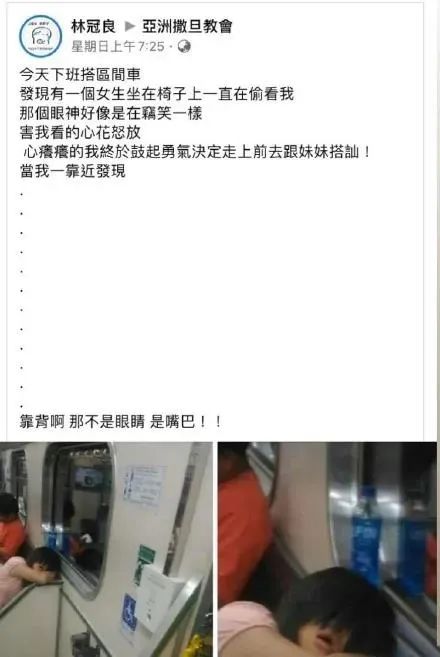 林冠良 ▶ 亞洲撒旦教會
星期日上午7:25 ·
今天下班搭區間車
發現有一個女生坐在椅子上一直在偷看我
那個眼神好像是在竊笑一樣
害我看的心花怒放
心癢癢的我終於鼓起勇氣決定走上前去跟妹妹搭訕！
當我一靠近發現
.
.
.
.
.
.
.
.
.
.
.
.
靠背啊 那不是眼睛 是嘴巴！！